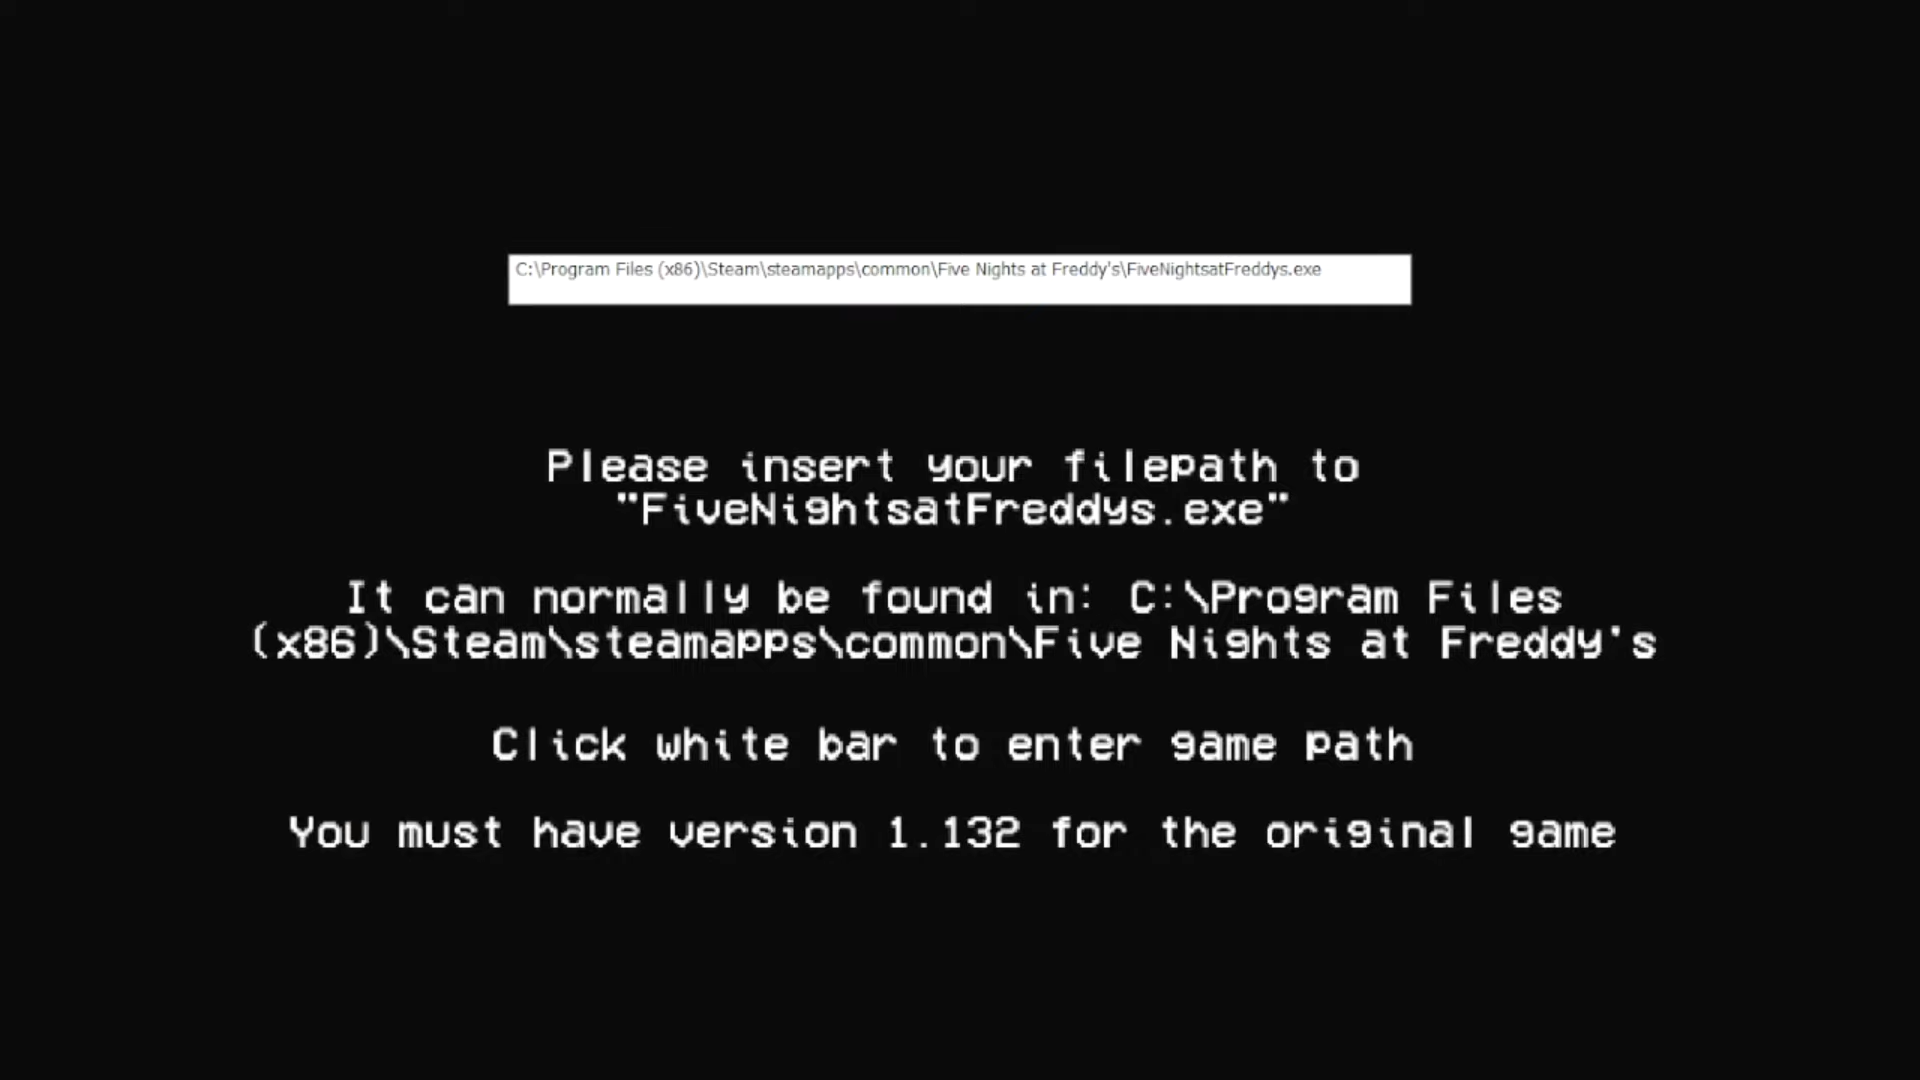 C:\Program Files (x86)\Steam\steamapps\common\Five Nights at Freddy's\FiveNightsatFreddys.exe
Please insert your filepath to
"FiveNightsatFreddys.exe"
It can normally be found in: C:\Program Files
(x86)\Steam\steamapps\common\Five Nights at Freddy's
Click white bar to enter game path
You must have version 1.132 for the original game